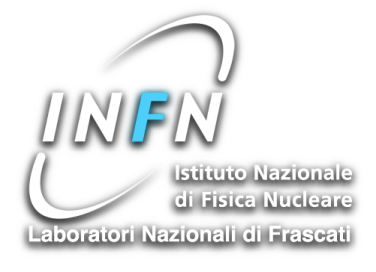 INFN
Istituto Nazionale
di Fisica Nucleare
Laboratori Nazionali di Frascati